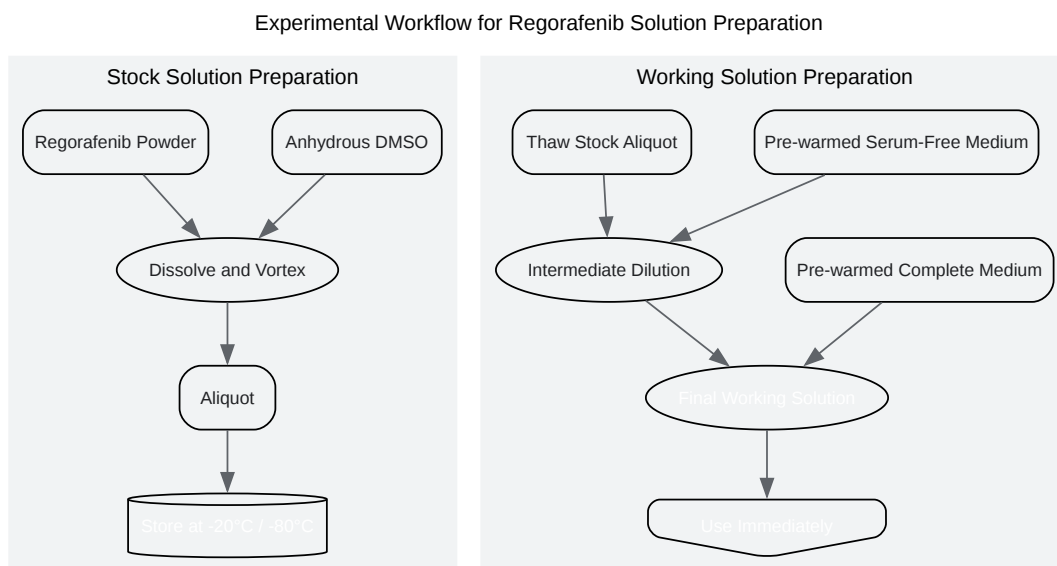 Experimental Workflow for Regorafenib Solution Preparation
Stock Solution Preparation
Regorafenib Powder
Anhydrous DMSO
Dissolve and Vortex
Aliquot
Store at -20°C / -80°C
Working Solution Preparation
Thaw Stock Aliquot
Pre-warmed Serum-Free Medium
Intermediate Dilution
Pre-warmed Complete Medium
Final Working Solution
Use Immediately